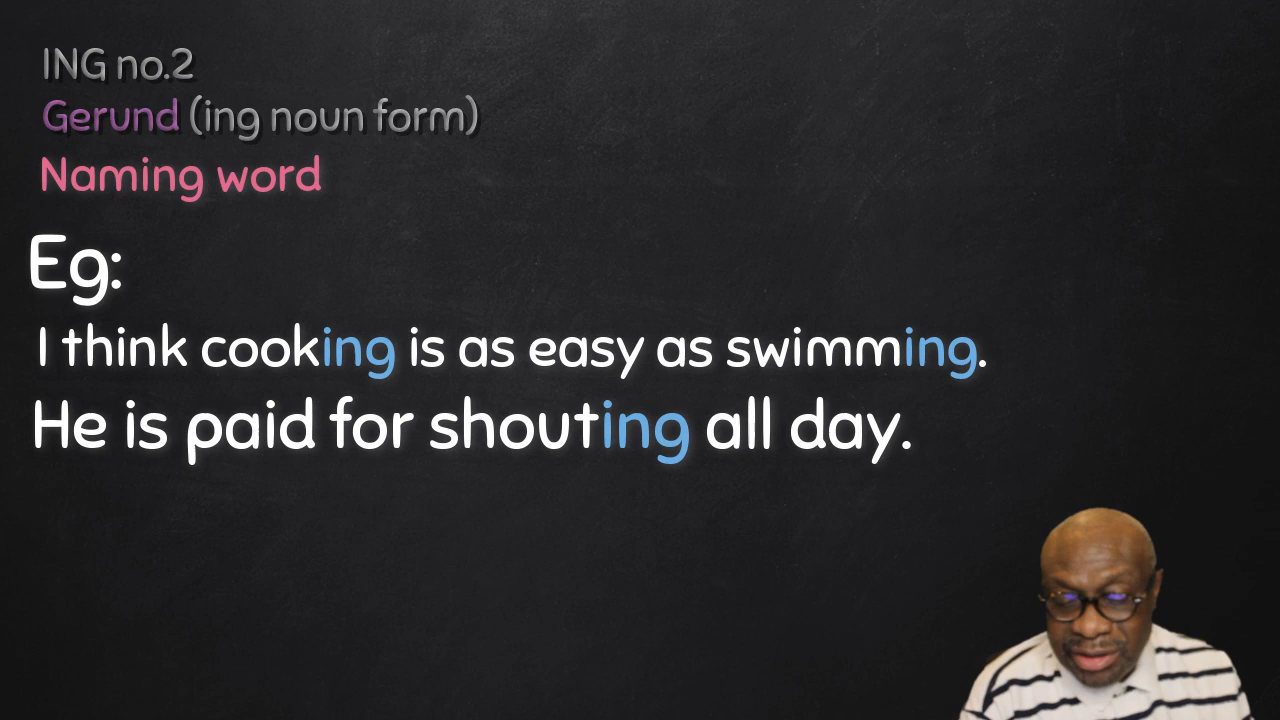 ING no.2
Gerund (ing noun form)
Naming word
Eg:
I think cooking is as easy as swimming.
He is paid for shouting all day.